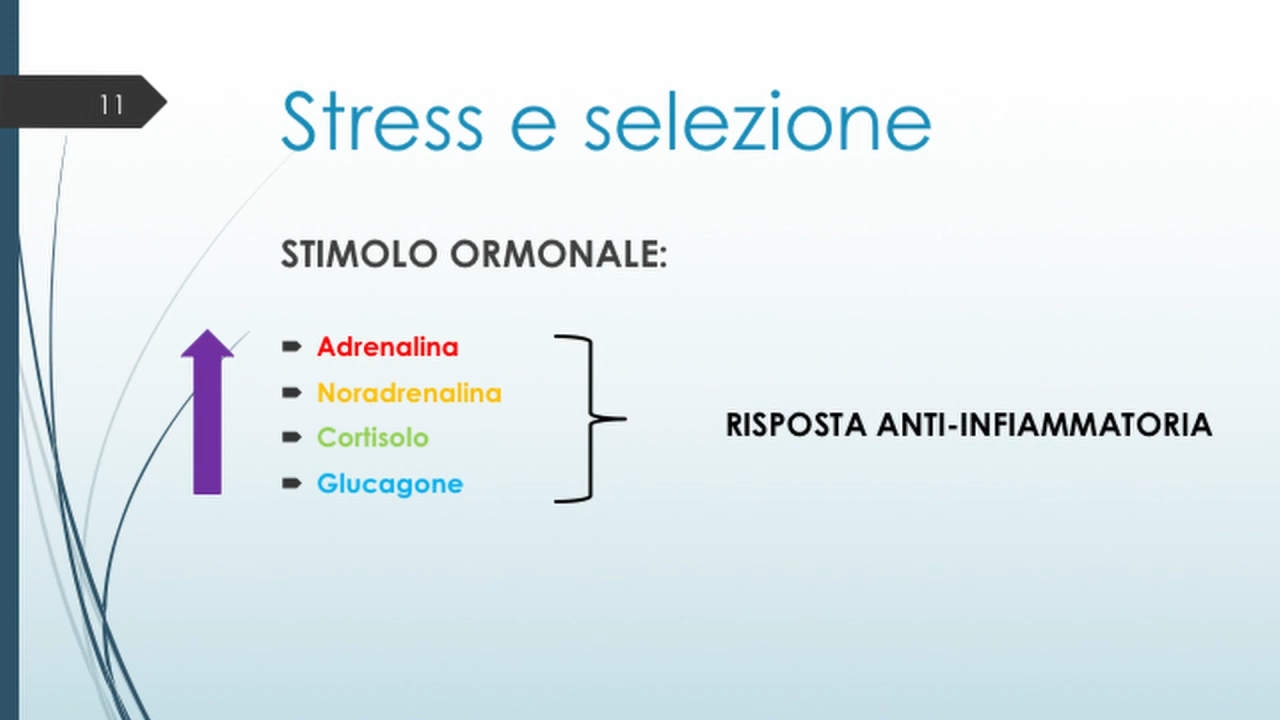 11
Stress e selezione
STIMOLO ORMONALE:
Adrenalina
Noradrenalina
Cortisolo
Glucagone
RISPOSTA ANTI-INFIAMMATORIA